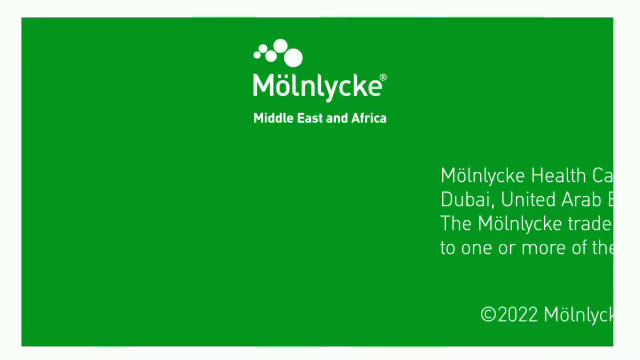 Mölnlycke®
Middle East and Africa
Mölnlycke Health Ca
Dubai, United Arab
The Mölnlycke trade
to one or more of the
©2022 Mölnlyck